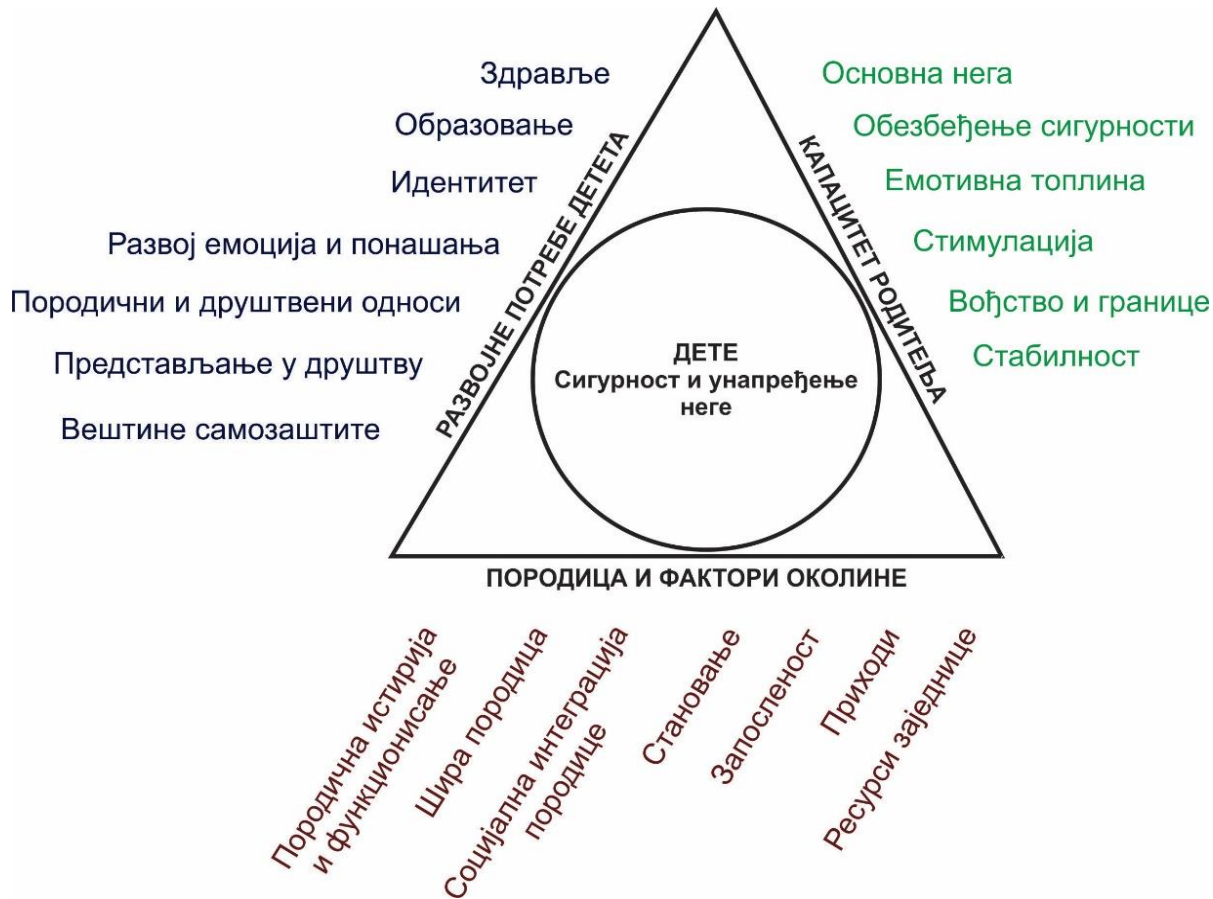 Здравље
Образовање
Идентитет
Развој емоција и понашања
Породични и друштвени односи
Представљање у друштву
Вештине самозаштите
РАЗВОЈНЕ ПОТРЕБЕ ДЕТЕТА
Основна нега
Обезбеђење сигурности
Емотивна топлина
Стимулација
Вођство и границе
Стабилност
КАПАЦИТЕТ РОДИТЕЉА
ДЕТЕ
Сигурност и унапређење
неге
ПОРОДИЦА И ФАКТОРИ ОКОЛИНЕ
Породична истирија
и функционисање
Шира породица
Социјална интеграција
породице
Становање
Запосленост
Приходи
Ресурси заједнице